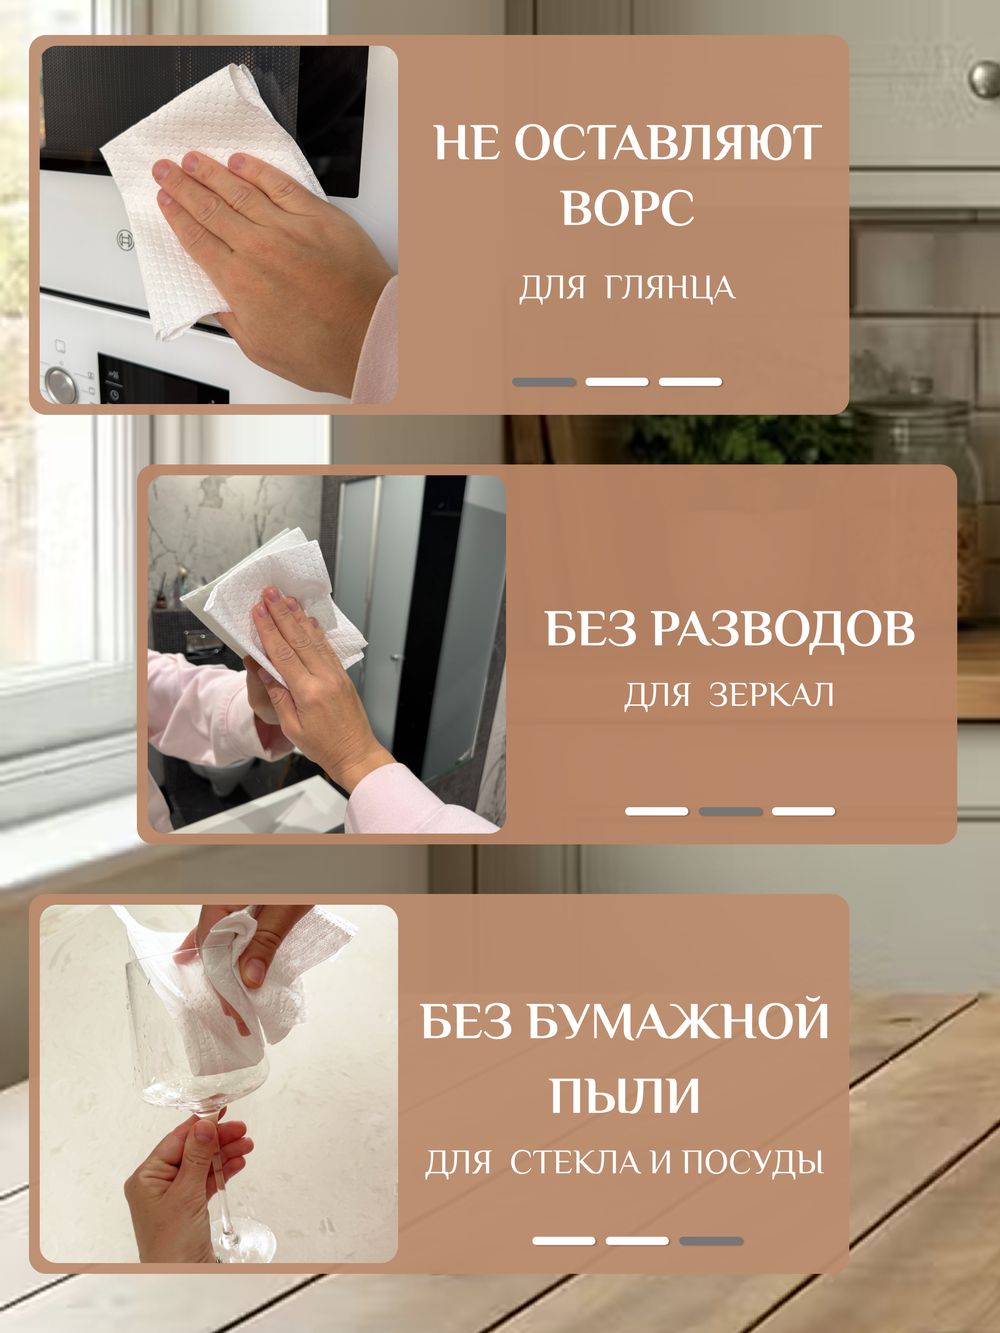 НЕ ОСТАВЛЯЮТ
ВОРС
ДЛЯ ГЛЯНЦА
БЕЗ РАЗВОДОВ
ДЛЯ ЗЕРКАЛ
БЕЗ БУМАЖНОЙ
ПЫЛИ
ДЛЯ СТЕКЛА И ПОСУДЫ